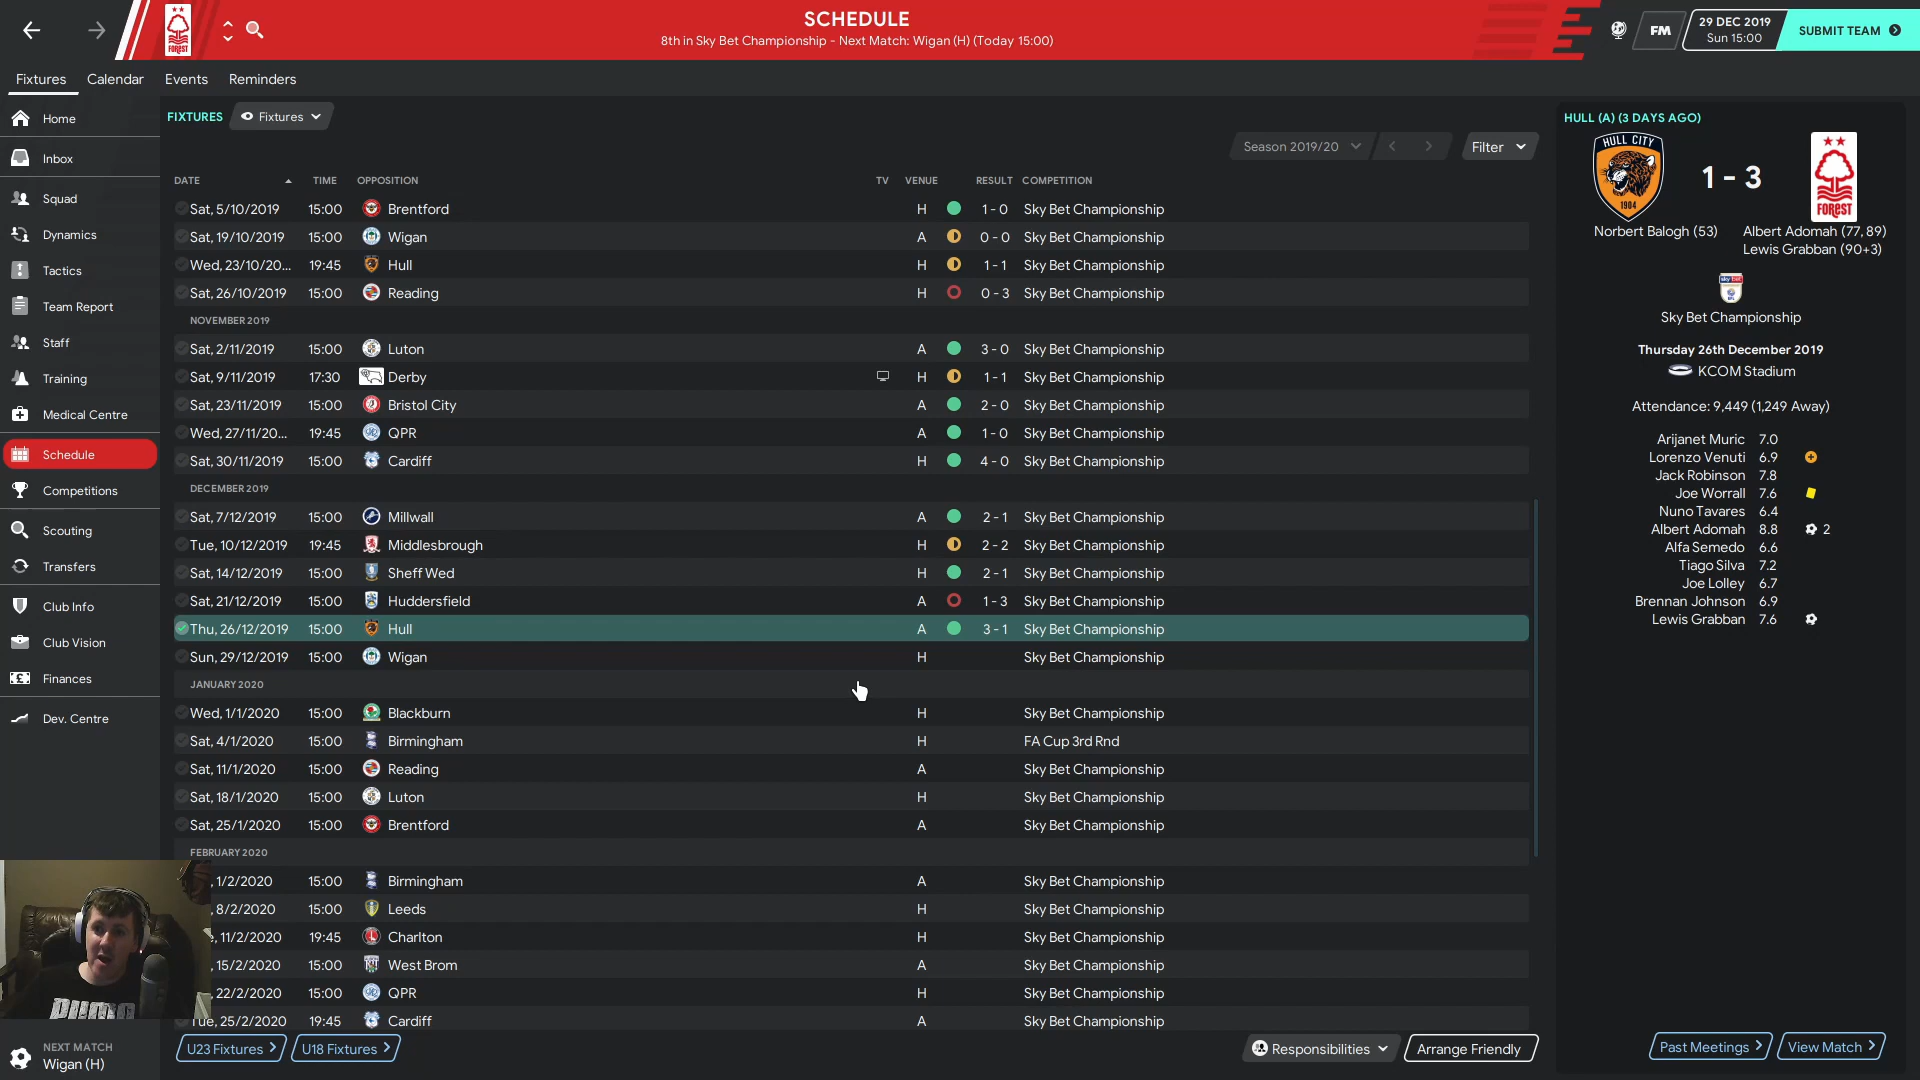 SCHEDULE
8th in Sky Bet Championship - Next Match: Wigan (H) (Today 15:00)
FM
29 DEC 2019
Sun 15:00
SUBMIT TEAM
FOREST
Fixtures
Calendar
Events
Reminders
Home
Inbox
Squad
Dynamics
Tactics
Team Report
Staff
Training
Medical Centre
Schedule
Competitions
Scouting
Transfers
Club Info
Club Vision
Finances
Dev. Centre
NEXT MATCH
Wigan (H)
FIXTURES Fixtures
Season 2019/20 Filter
DATE TIME OPPOSITION TV VENUE RESULT COMPETITION
Sat, 5/10/2019 15:00 Brentford H 1 - 0 Sky Bet Championship
Sat, 19/10/2019 15:00 Wigan A 0 - 0 Sky Bet Championship
Wed, 23/10/20... 19:45 Hull H 1 - 1 Sky Bet Championship
Sat, 26/10/2019 15:00 Reading H 0 - 3 Sky Bet Championship
NOVEMBER 2019
Sat, 2/11/2019 15:00 Luton A 3 - 0 Sky Bet Championship
Sat, 9/11/2019 17:30 Derby H 1 - 1 Sky Bet Championship
Sat, 23/11/2019 15:00 Bristol City A 2 - 0 Sky Bet Championship
Wed, 27/11/20... 19:45 QPR A 1 - 0 Sky Bet Championship
Sat, 30/11/2019 15:00 Cardiff H 4 - 0 Sky Bet Championship
DECEMBER 2019
Sat, 7/12/2019 15:00 Millwall A 2 - 1 Sky Bet Championship
Tue, 10/12/2019 19:45 Middlesbrough H 2 - 2 Sky Bet Championship
Sat, 14/12/2019 15:00 Sheff Wed H 2 - 1 Sky Bet Championship
Sat, 21/12/2019 15:00 Huddersfield A 1 - 3 Sky Bet Championship
Thu, 26/12/2019 15:00 Hull A 3 - 1 Sky Bet Championship
Sun, 29/12/2019 15:00 Wigan H Sky Bet Championship
JANUARY 2020
Wed, 1/1/2020 15:00 Blackburn H Sky Bet Championship
Sat, 4/1/2020 15:00 Birmingham H FA Cup 3rd Rnd
Sat, 11/1/2020 15:00 Reading A Sky Bet Championship
Sat, 18/1/2020 15:00 Luton H Sky Bet Championship
Sat, 25/1/2020 15:00 Brentford A Sky Bet Championship
FEBRUARY 2020
, 1/2/2020 15:00 Birmingham A Sky Bet Championship
8/2/2020 15:00 Leeds H Sky Bet Championship
, 11/2/2020 19:45 Charlton H Sky Bet Championship
, 15/2/2020 15:00 West Brom A Sky Bet Championship
, 22/2/2020 15:00 QPR H Sky Bet Championship
Tue, 25/2/2020 19:45 Cardiff A Sky Bet Championship
U23 Fixtures
U18 Fixtures
Responsibilities
Arrange Friendly
HULL (A) (3 DAYS AGO)
HULL CITY
1904
1 - 3
FOREST
Norbert Balogh (53)
Albert Adomah (77, 89)
Lewis Grabban (90+3)
sky bet
EFL
Sky Bet Championship
Thursday 26th December 2019
KCOM Stadium
Attendance: 9,449 (1,249 Away)
Arijanet Muric 7.0
Lorenzo Venuti 6.9
Jack Robinson 7.8
Joe Worrall 7.6
Nuno Tavares 6.4
Albert Adomah 8.8 2
Alfa Semedo 6.6
Tiago Silva 7.2
Joe Lolley 6.7
Brennan Johnson 6.9
Lewis Grabban 7.6
Past Meetings
View Match
PUMA